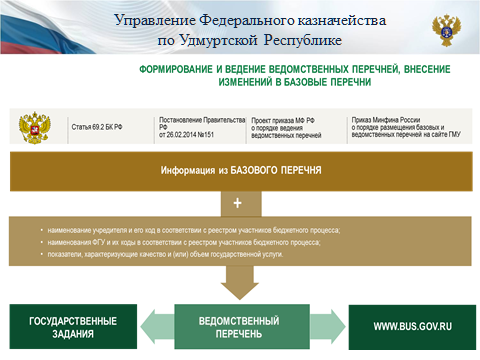 Управление Федерального казначейства
по Удмуртской Республике
ФОРМИРОВАНИЕ И ВЕДЕНИЕ ВЕДОМСТВЕННЫХ ПЕРЕЧНЕЙ, ВНЕСЕНИЕ
ИЗМЕНЕНИЙ В БАЗОВЫЕ ПЕРЕЧНИ
Статья 69.2 БК РФ
Постановление Правительства
РФ
от 26.02.2014 №151
Проект приказа МФ РФ
о порядке ведения
ведомственных перечней
Приказ Минфина России
о порядке размещения базовых и
ведомственных перечней на сайте ГМУ
Информация из БАЗОВОГО ПЕРЕЧНЯ
+
• наименование учредителя и его код в соответствии с реестром участников бюджетного процесса;
• наименования ФГУ и их коды в соответствии с реестром участников бюджетного процесса;
• показатели, характеризующие качество и (или) объем государственной услуги.
ГОСУДАРСТВЕННЫЕ
ЗАДАНИЯ
ВЕДОМСТВЕННЫЙ
ПЕРЕЧЕНЬ
WWW.BUS.GOV.RU